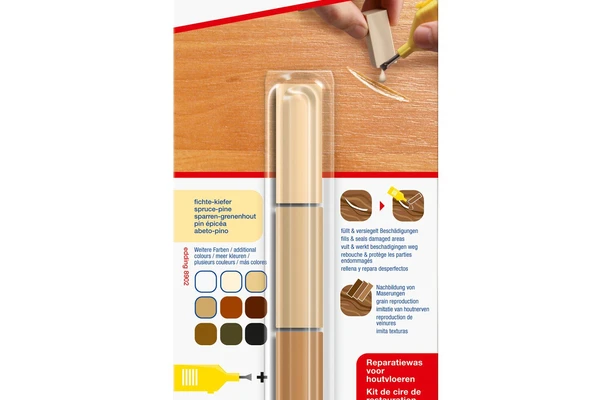 fichte-kiefer
spruce-pine
sparren-grenenhout
pin épicéa
abeto-pino
Weitere Farben / additional
colours / meer kleuren /
plusieurs couleurs / más colores
edding 8902
füllt & versiegelt Beschädigungen
fills & seals damaged areas
vult & werkt beschadigingen weg
rebouche & protège les parties
endommagés
rellena y repara desperfectos
Nachbildung von
Maserungen
grain reproduction
imitatie van houtnerven
reproduction de
veinures
imita texturas
Reparatiewas
voor
houtvloeren
Kit de cire de
restauration